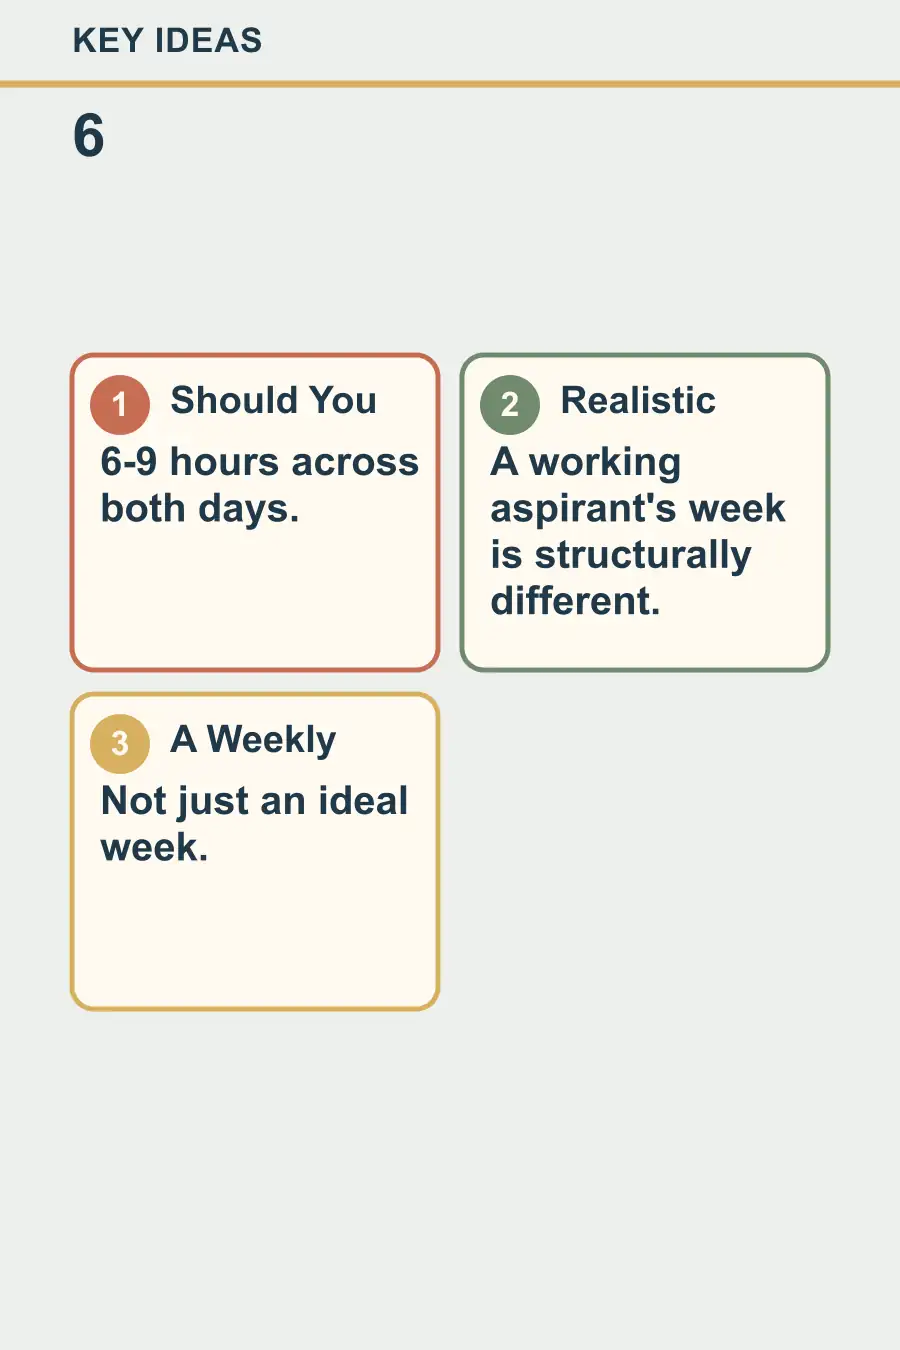 KEY IDEAS
6
1
Should You
6-9 hours across
both days.
2
Realistic
A working
aspirant's week
is structurally
different.
3
A Weekly
Not just an ideal
week.